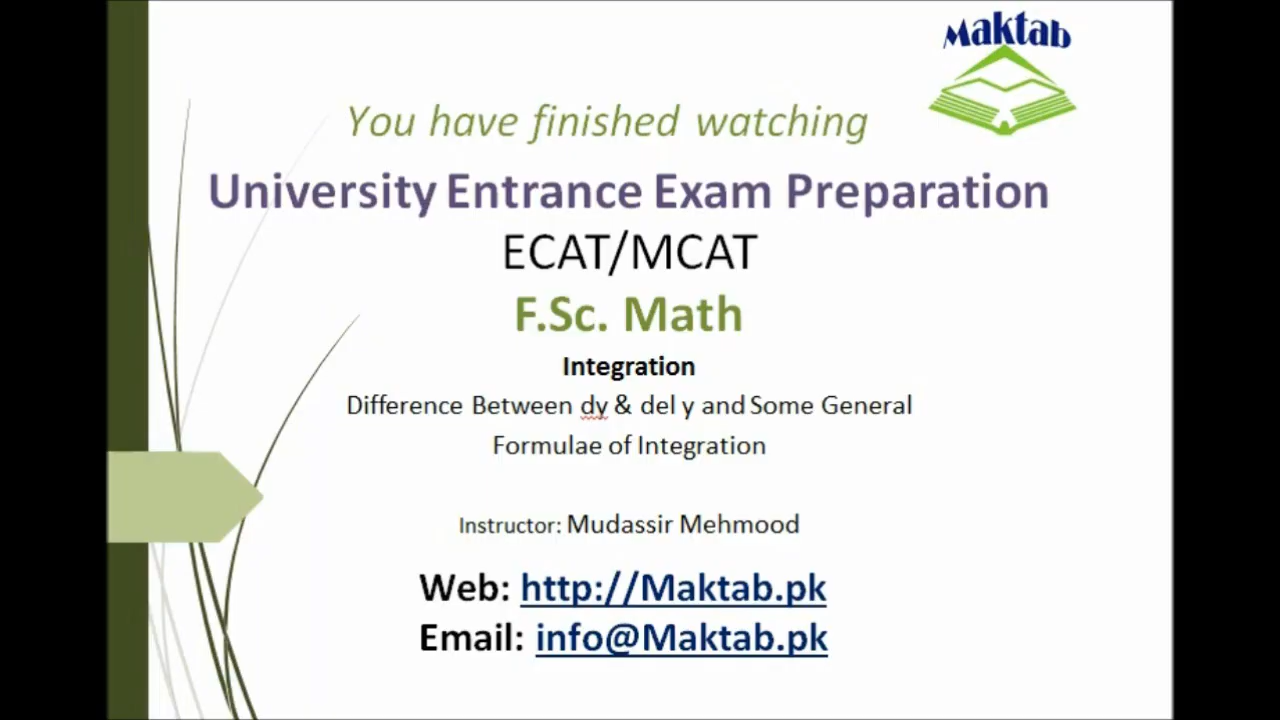 Maktab
You have finished watching
University Entrance Exam Preparation
ECAT/MCAT
F.Sc. Math
Integration
Difference Between dy & del y and Some General
Formulae of Integration
Instructor: Mudassir Mehmood
Web: http://Maktab.pk
Email: info@Maktab.pk